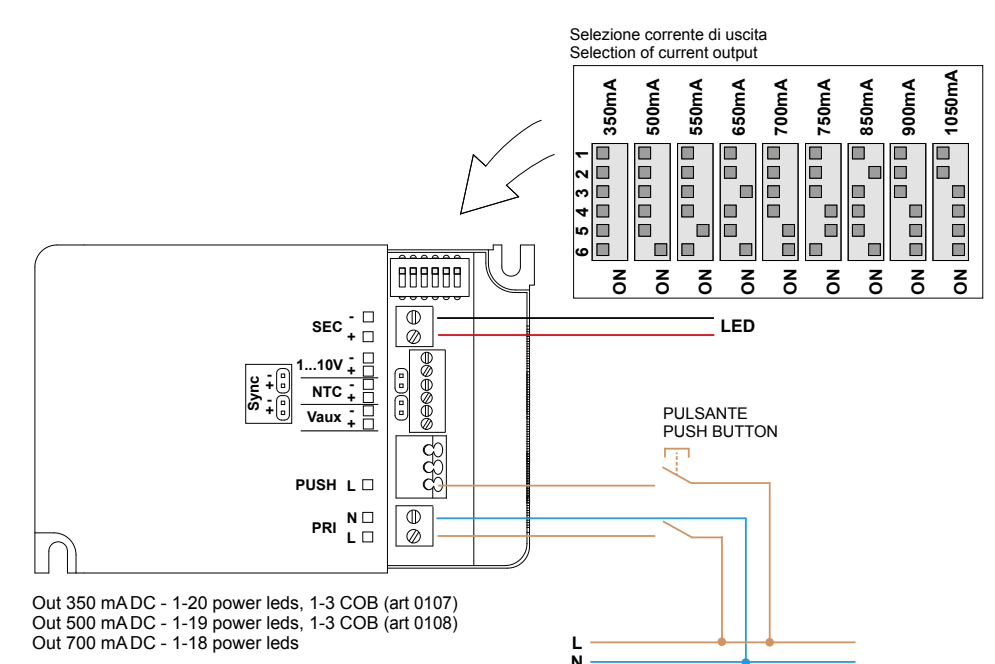 Selezione corrente di uscita
Selection of current output
350mA 500mA 550mA 650mA 700mA 750mA 850mA 900mA 1050mA
1
2
3
4
5
6
ON ON ON ON ON ON ON ON ON
SEC - +
LED
1...10V - +
NTC - +
Vaux - +
Sync + - + -
PULSANTE
PUSH BUTTON
PUSH L
PRI N
L
Out 350 mA DC - 1-20 power leds, 1-3 COB (art 0107)
Out 500 mA DC - 1-19 power leds, 1-3 COB (art 0108)
Out 700 mA DC - 1-18 power leds
L
N